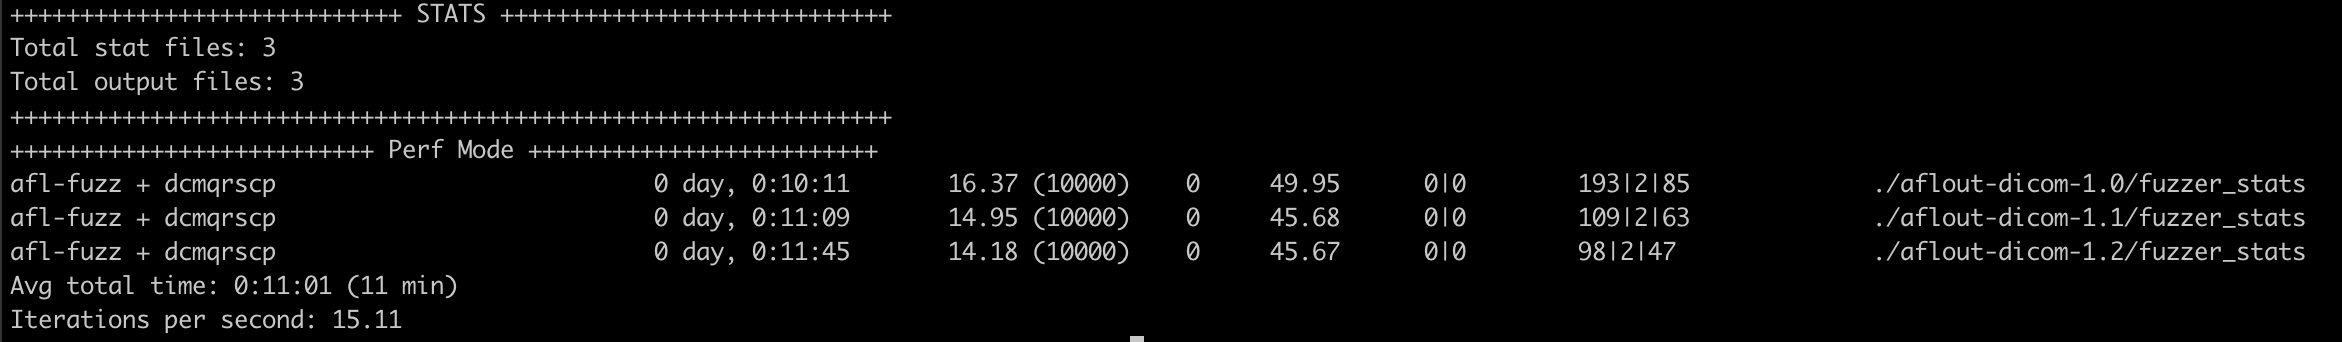 ++++++++++++++++++++++++++++ STATS ++++++++++++++++++++++++++++
Total stat files: 3
Total output files: 3
+++++++++++++++++++++++++++++++++++++++++++++++++++++++++++++++
++++++++++++++++++++++++++ Perf Mode +++++++++++++++++++++++++
afl-fuzz + dcmqrscp                           0 day, 0:10:11       16.37 (10000)    0     49.95      0|0        193|2|85             ./aflout-dicom-1.0/fuzzer_stats
afl-fuzz + dcmqrscp                           0 day, 0:11:09       14.95 (10000)    0     45.68      0|0        109|2|63             ./aflout-dicom-1.1/fuzzer_stats
afl-fuzz + dcmqrscp                           0 day, 0:11:45       14.18 (10000)    0     45.67      0|0        98|2|47              ./aflout-dicom-1.2/fuzzer_stats
Avg total time: 0:11:01 (11 min)
Iterations per second: 15.11